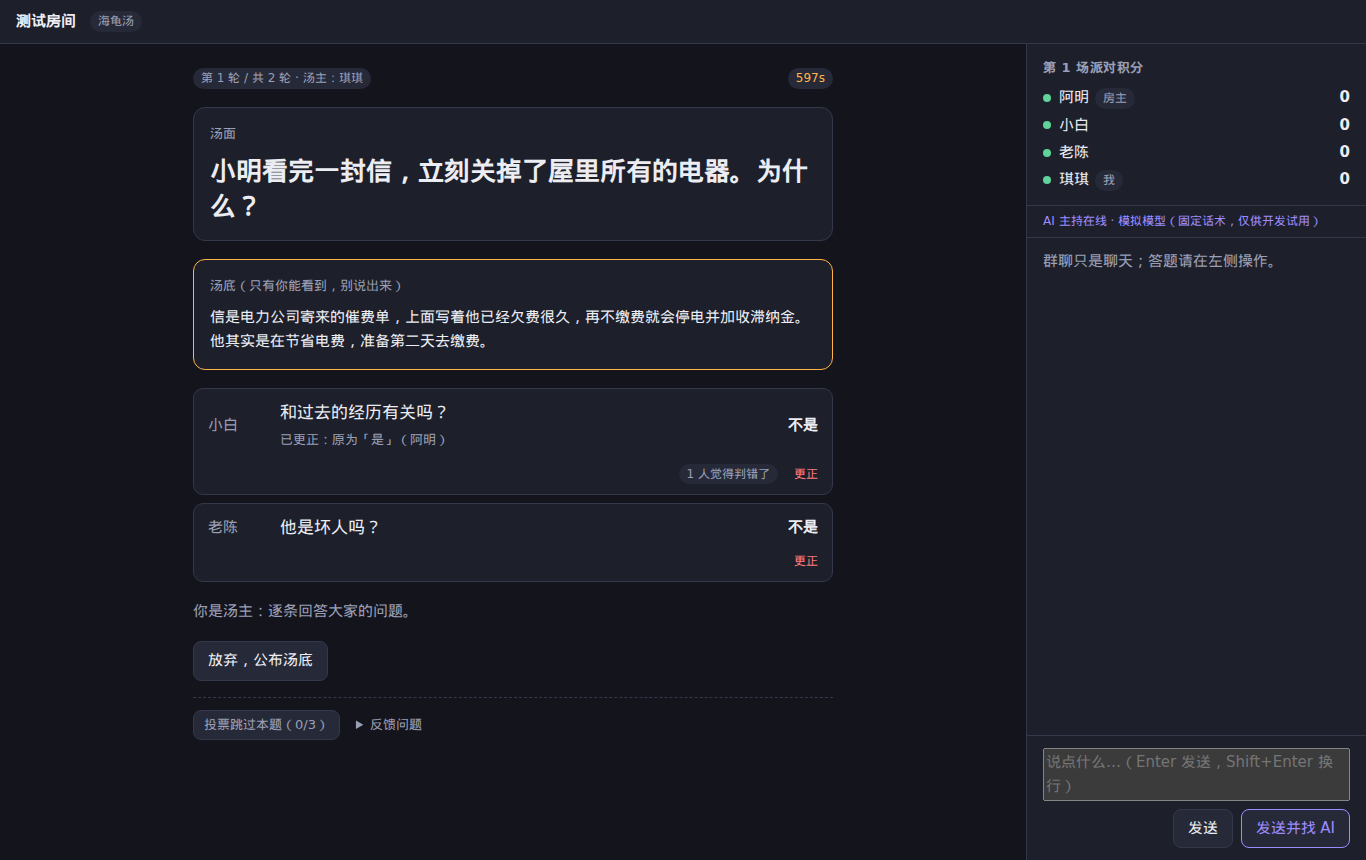 测试房间 海龟汤
第 1 轮 / 共 2 轮 · 汤主：琪琪 597s
汤面
小明看完一封信，立刻关掉了屋里所有的电器。为什
么？
汤底（只有你能看到，别说出来）
信是电力公司寄来的催费单，上面写着他已经欠费很久，再不缴费就会停电并加收滞纳金。
他其实是在节省电费，准备第二天去缴费。
小白 和过去的经历有关吗？ 不是
已更正：原为「是」（阿明）
1 人觉得判错了 更正
老陈 他是坏人吗？ 不是
更正
你是汤主：逐条回答大家的问题。
放弃，公布汤底
投票跳过本题（0/3） ▶ 反馈问题
第 1 场派对积分
阿明 房主 0
小白 0
老陈 0
琪琪 我 0
AI 主持在线 · 模拟模型（固定话术，仅供开发试用）
群聊只是聊天；答题请在左侧操作。
说点什么…（Enter 发送，Shift+Enter 换
行）
发送 发送并找 AI